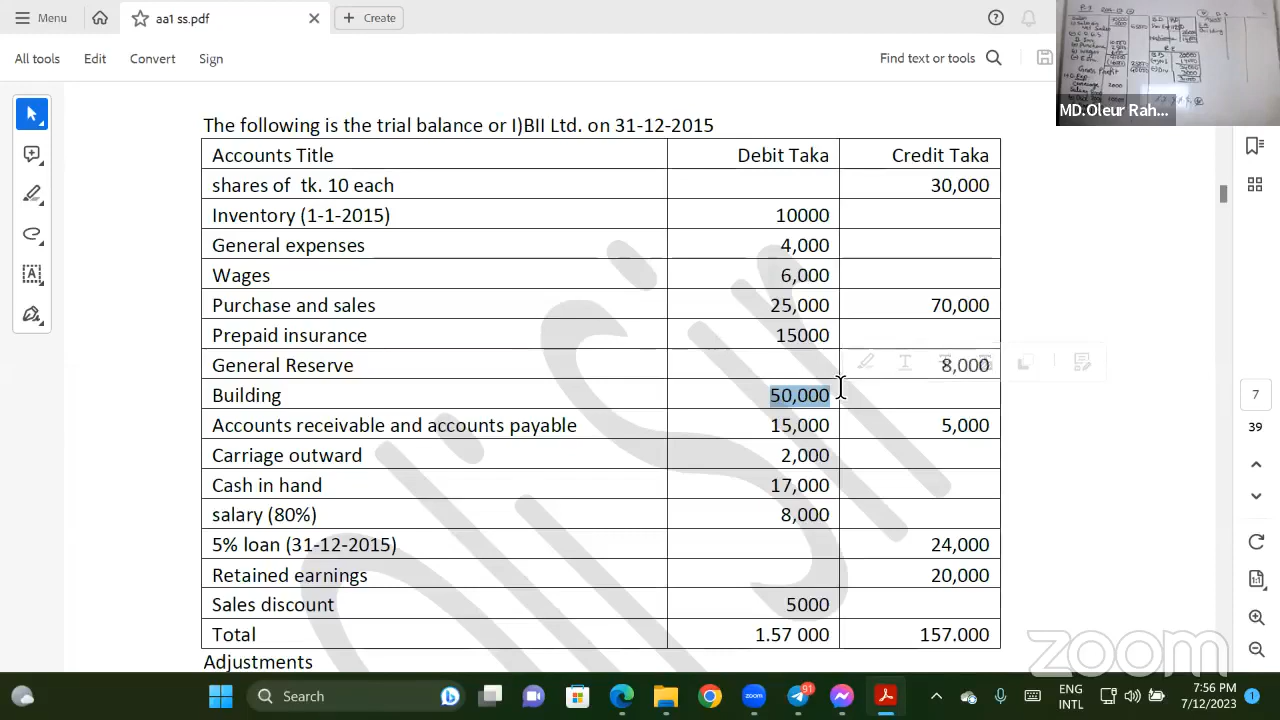 Menu
aa1 ss.pdf
Create
All tools Edit Convert Sign
Find text or tools
MD.Oleur Rah...
The following is the trial balance or I)BII Ltd. on 31-12-2015
Accounts Title Debit Taka Credit Taka
shares of tk. 10 each 30,000
Inventory (1-1-2015) 10000
General expenses 4,000
Wages 6,000
Purchase and sales 25,000 70,000
Prepaid insurance 15000
General Reserve 8,000
Building 50,000
Accounts receivable and accounts payable 15,000 5,000
Carriage outward 2,000
Cash in hand 17,000
salary (80%) 8,000
5% loan (31-12-2015) 24,000
Retained earnings 20,000
Sales discount 5000
Total 1.57 000 157.000
Adjustments
7
39
zoom
Search
zoom
91
ENG
INTL
7:56 PM
7/12/2023
1